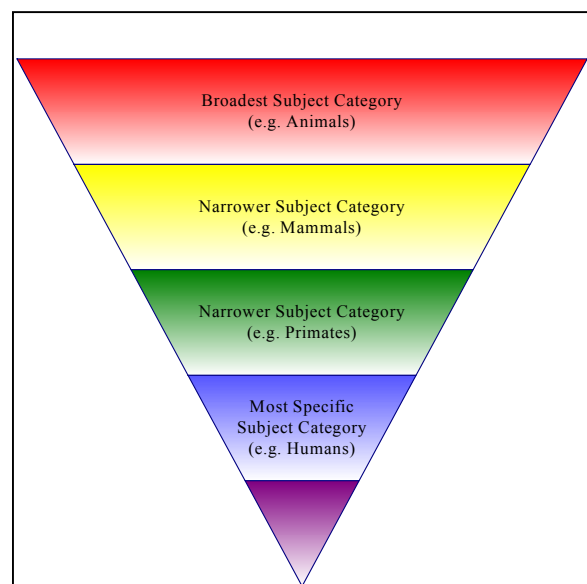 Broadest Subject Category
(e.g. Animals)
Narrower Subject Category
(e.g. Mammals)
Narrower Subject Category
(e.g. Primates)
Most Specific
Subject Category
(e.g. Humans)